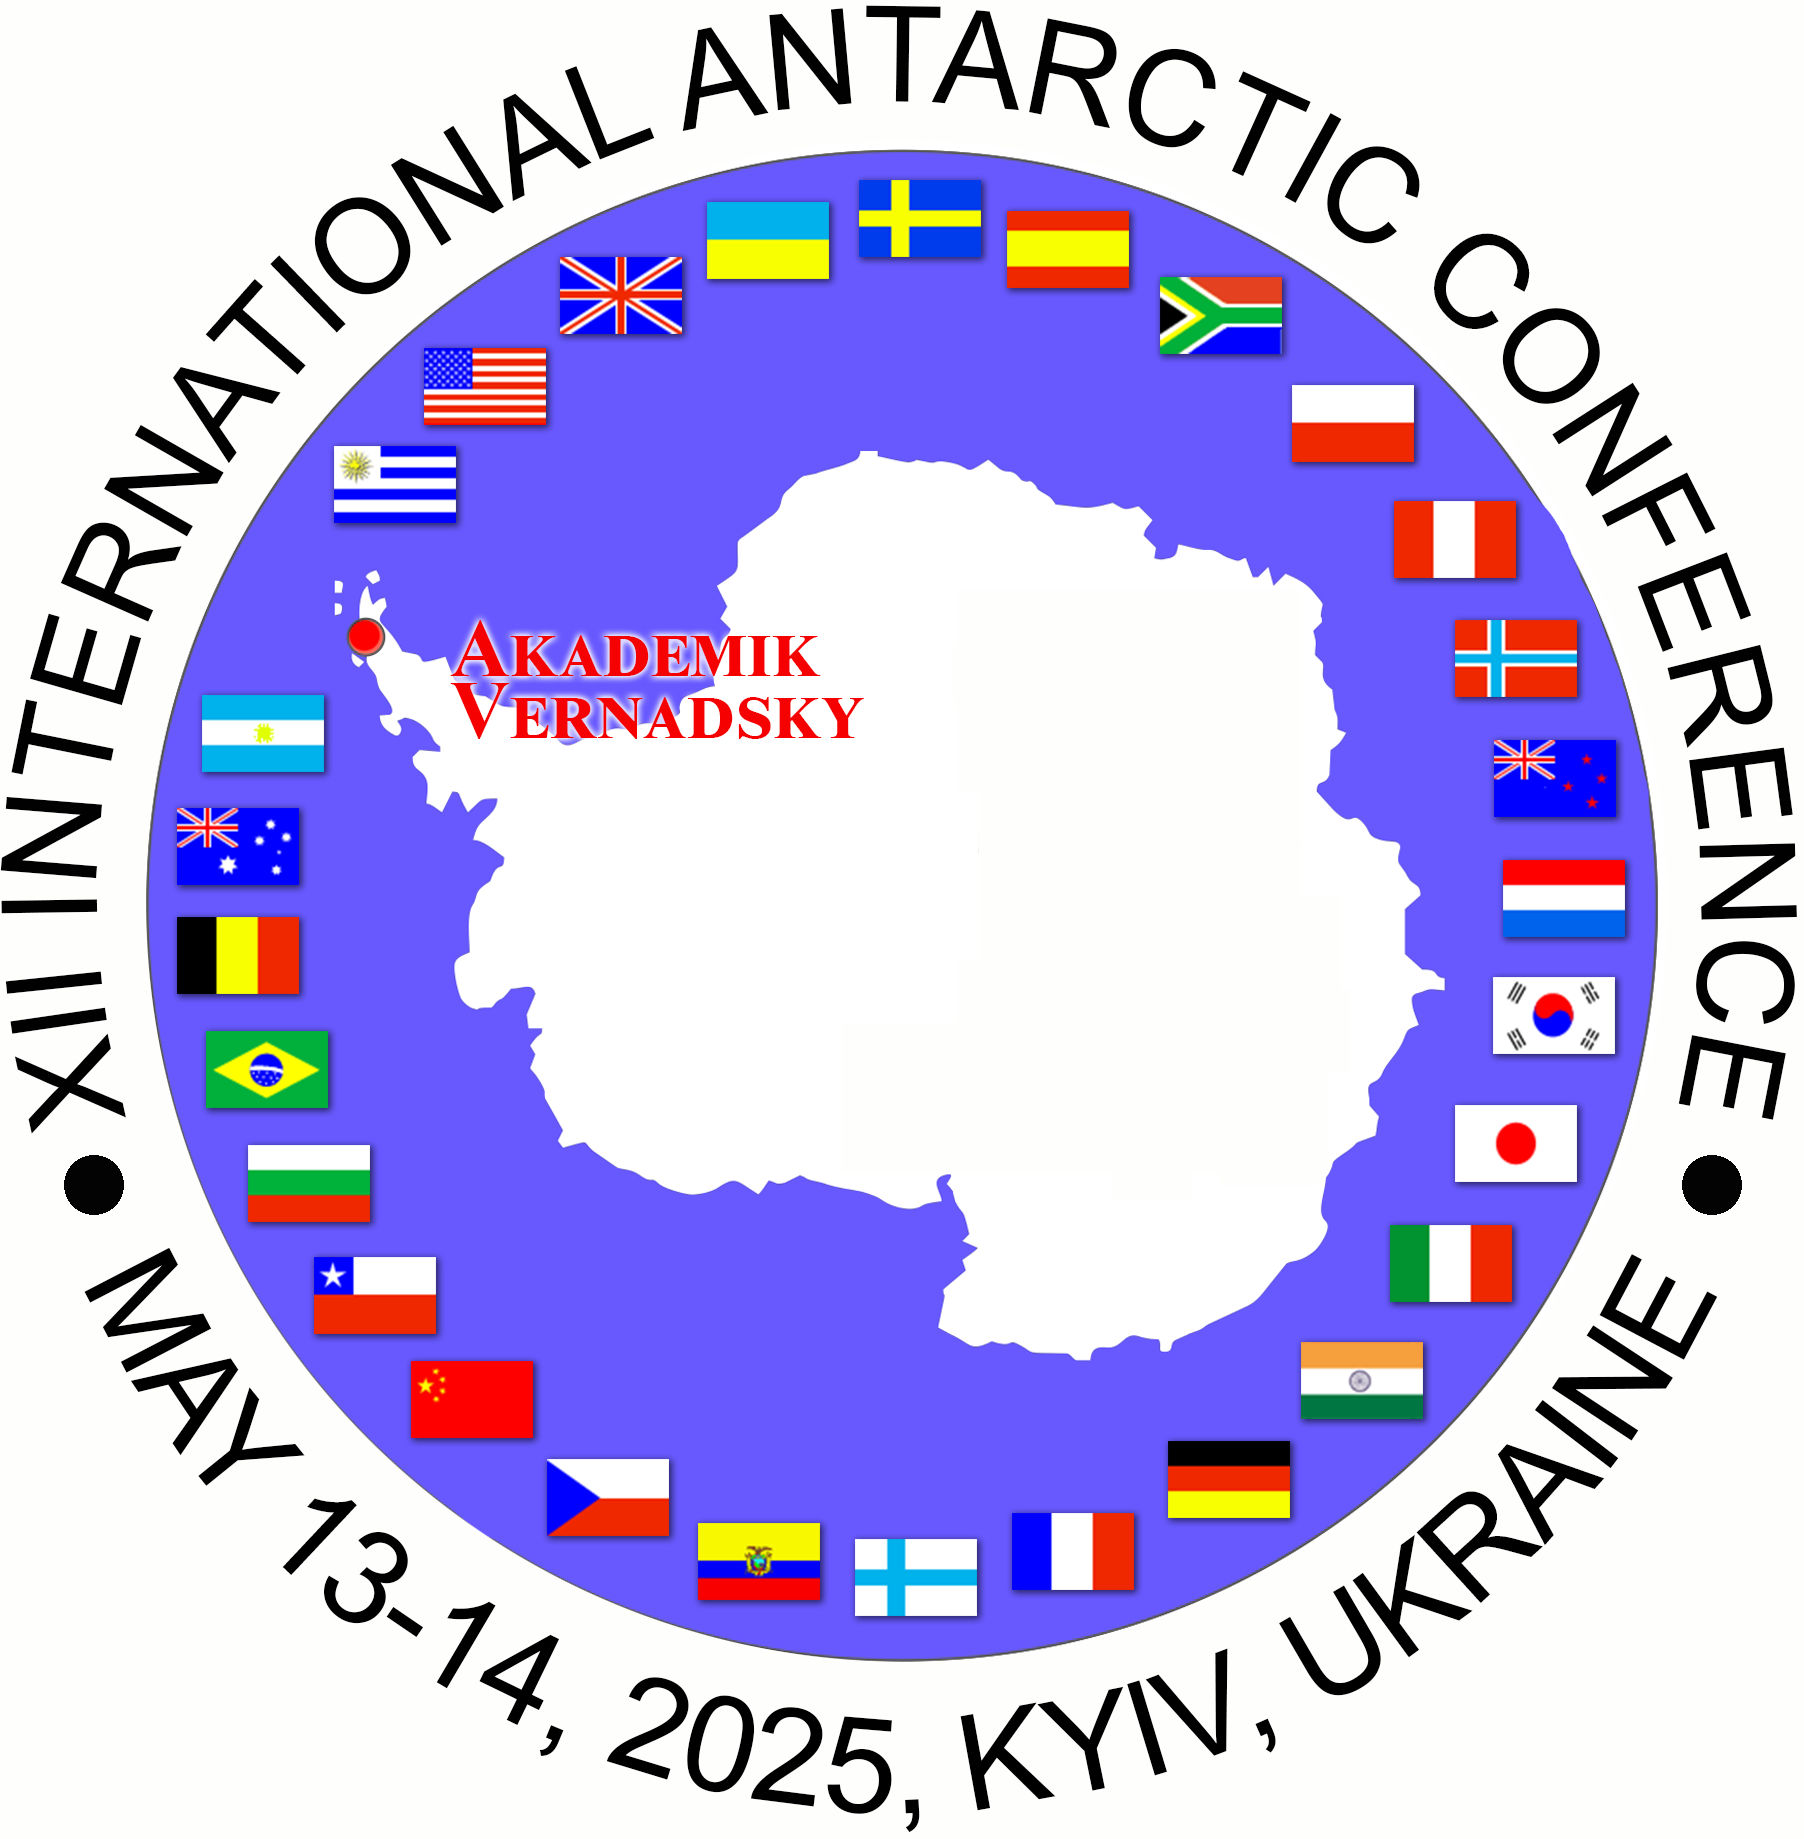 XII INTERNATIONAL ANTARCTIC CONFERENCE
AKADEMIK
VERNADSKY
MAY 13-14, 2025, KYIV, UKRAINE